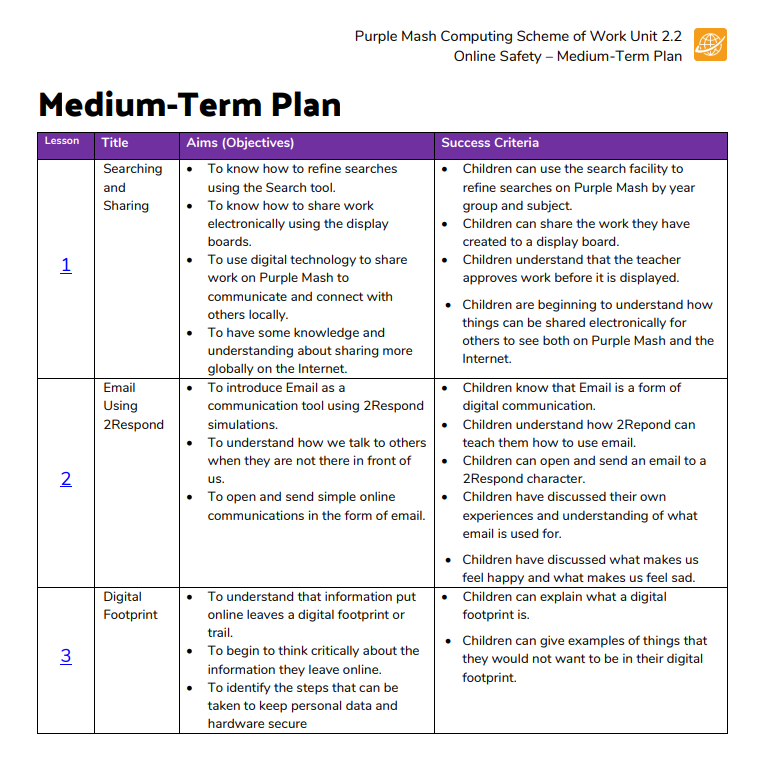 Purple Mash Computing Scheme of Work Unit 2.2
Online Safety – Medium-Term Plan
Medium-Term Plan
Lesson
Title
Aims (Objectives)
Success Criteria
1
Searching
and
Sharing
• To know how to refine searches
using the Search tool.
• To know how to share work
electronically using the display
boards.
• To use digital technology to share
work on Purple Mash to
communicate and connect with
others locally.
• To have some knowledge and
understanding about sharing more
globally on the Internet.
• Children can use the search facility to
refine searches on Purple Mash by year
group and subject.
• Children can share the work they have
created to a display board.
• Children understand that the teacher
approves work before it is displayed.
• Children are beginning to understand how
things can be shared electronically for
others to see both on Purple Mash and the
Internet.
2
Email
Using
2Respond
• To introduce Email as a
communication tool using 2Respond
simulations.
• To understand how we talk to others
when they are not there in front of
us.
• To open and send simple online
communications in the form of email.
• Children know that Email is a form of
digital communication.
• Children understand how 2Repond can
teach them how to use email.
• Children can open and send an email to a
2Respond character.
• Children have discussed their own
experiences and understanding of what
email is used for.
• Children have discussed what makes us
feel happy and what makes us feel sad.
3
Digital
Footprint
• To understand that information put
online leaves a digital footprint or
trail.
• To begin to think critically about the
information they leave online.
• To identify the steps that can be
taken to keep personal data and
hardware secure
• Children can explain what a digital
footprint is.
• Children can give examples of things that
they would not want to be in their digital
footprint.